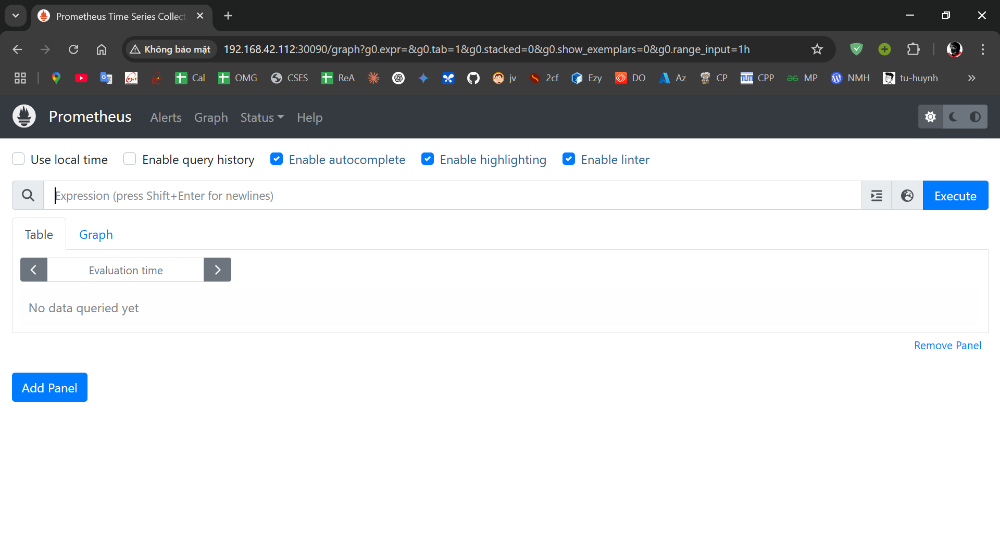 Prometheus Time Series Collect
Không bảo mật
192.168.42.112:30090/graph?g0.expr=&g0.tab=1&g0.stacked=0&g0.show_exemplars=0&g0.range_input=1h
Cal OMG CSES ReA jv 2cf Ezy DO Az CP CPP MP NMH tu-huynh
Prometheus Alerts Graph Status Help
Use local time Enable query history Enable autocomplete Enable highlighting Enable linter
Expression (press Shift+Enter for newlines) Execute
Table Graph
Evaluation time
No data queried yet
Remove Panel
Add Panel